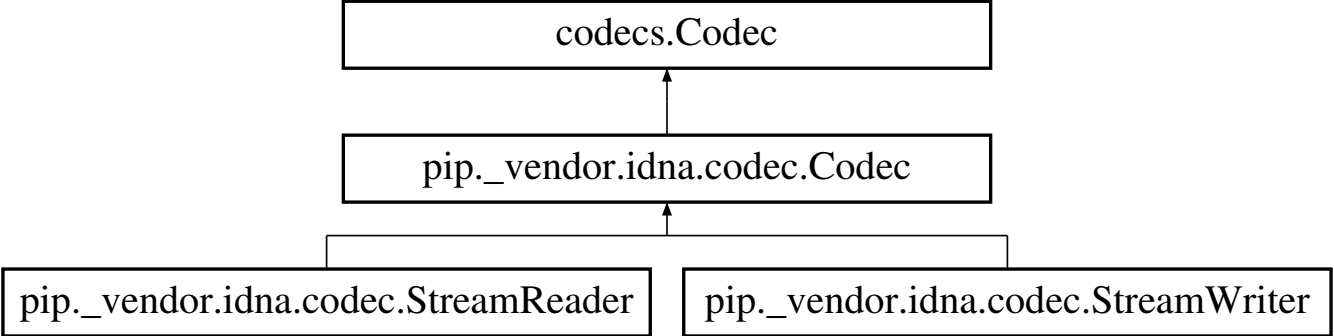 codecs.Codec
pip._vendor.idna.codec.Codec
pip._vendor.idna.codec.StreamReader
pip._vendor.idna.codec.StreamWriter